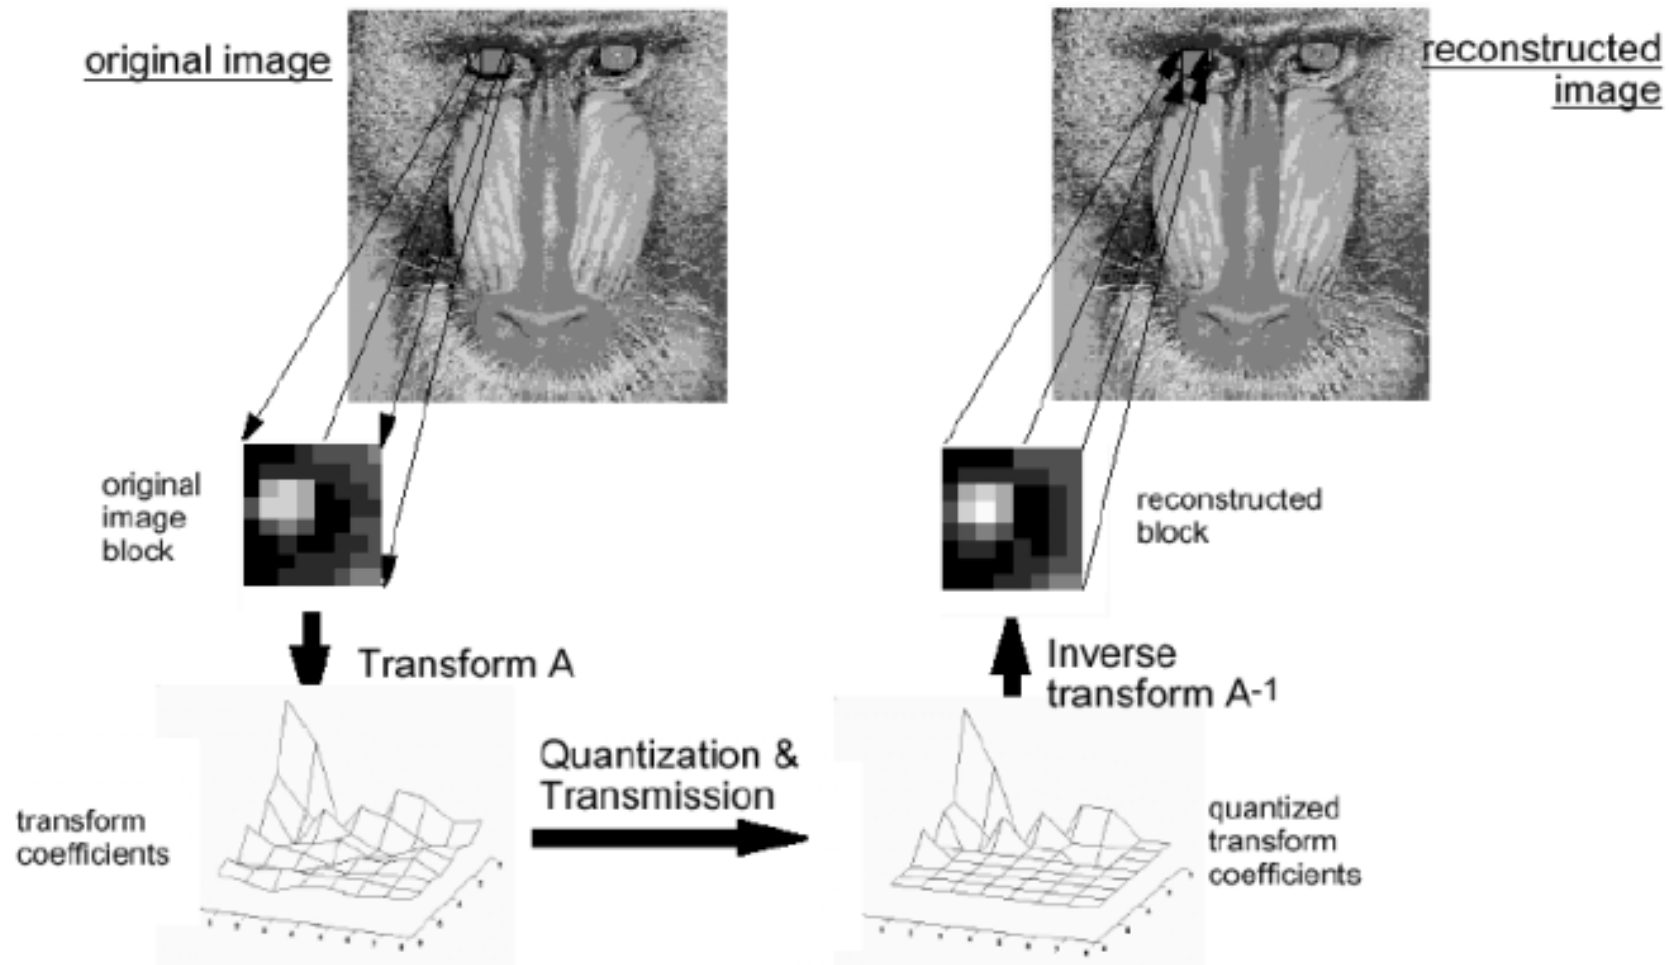 original image
reconstructed
image
original
image
block
reconstructed
block
Transform A
Inverse
transform A-1
Quantization &
Transmission
transform
coefficients
quantized
transform
coefficients